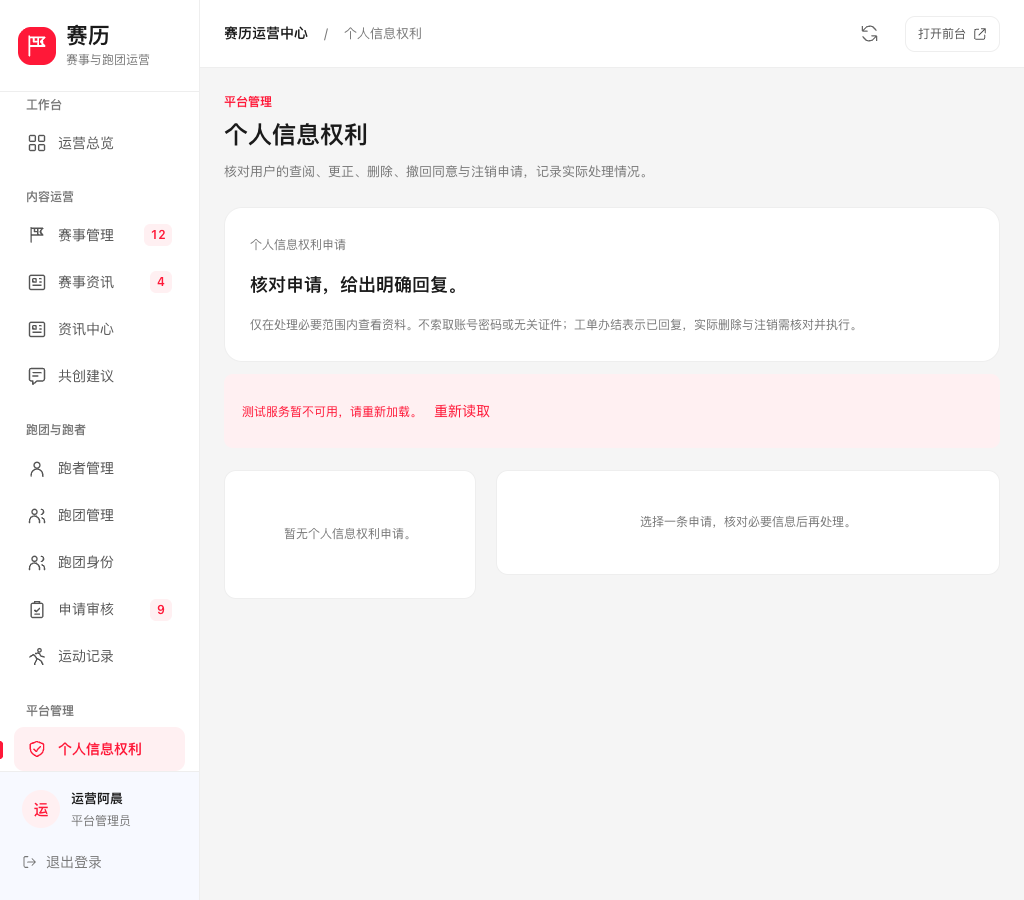 赛历
赛事与跑团运营
工作台
运营总览
内容运营
赛事管理 12
赛事资讯 4
资讯中心
共创建议
跑团与跑者
跑者管理
跑团管理
跑团身份
申请审核 9
运动记录
平台管理
个人信息权利
运
运营阿晨
平台管理员
退出登录
赛历运营中心 / 个人信息权利
打开前台
平台管理
个人信息权利
核对用户的查阅、更正、删除、撤回同意与注销申请，记录实际处理情况。
个人信息权利申请
核对申请，给出明确回复。
仅在处理必要范围内查看资料。不索取账号密码或无关证件；工单办结表示已回复，实际删除与注销需核对并执行。
测试服务暂不可用，请重新加载。 重新读取
暂无个人信息权利申请。
选择一条申请，核对必要信息后再处理。